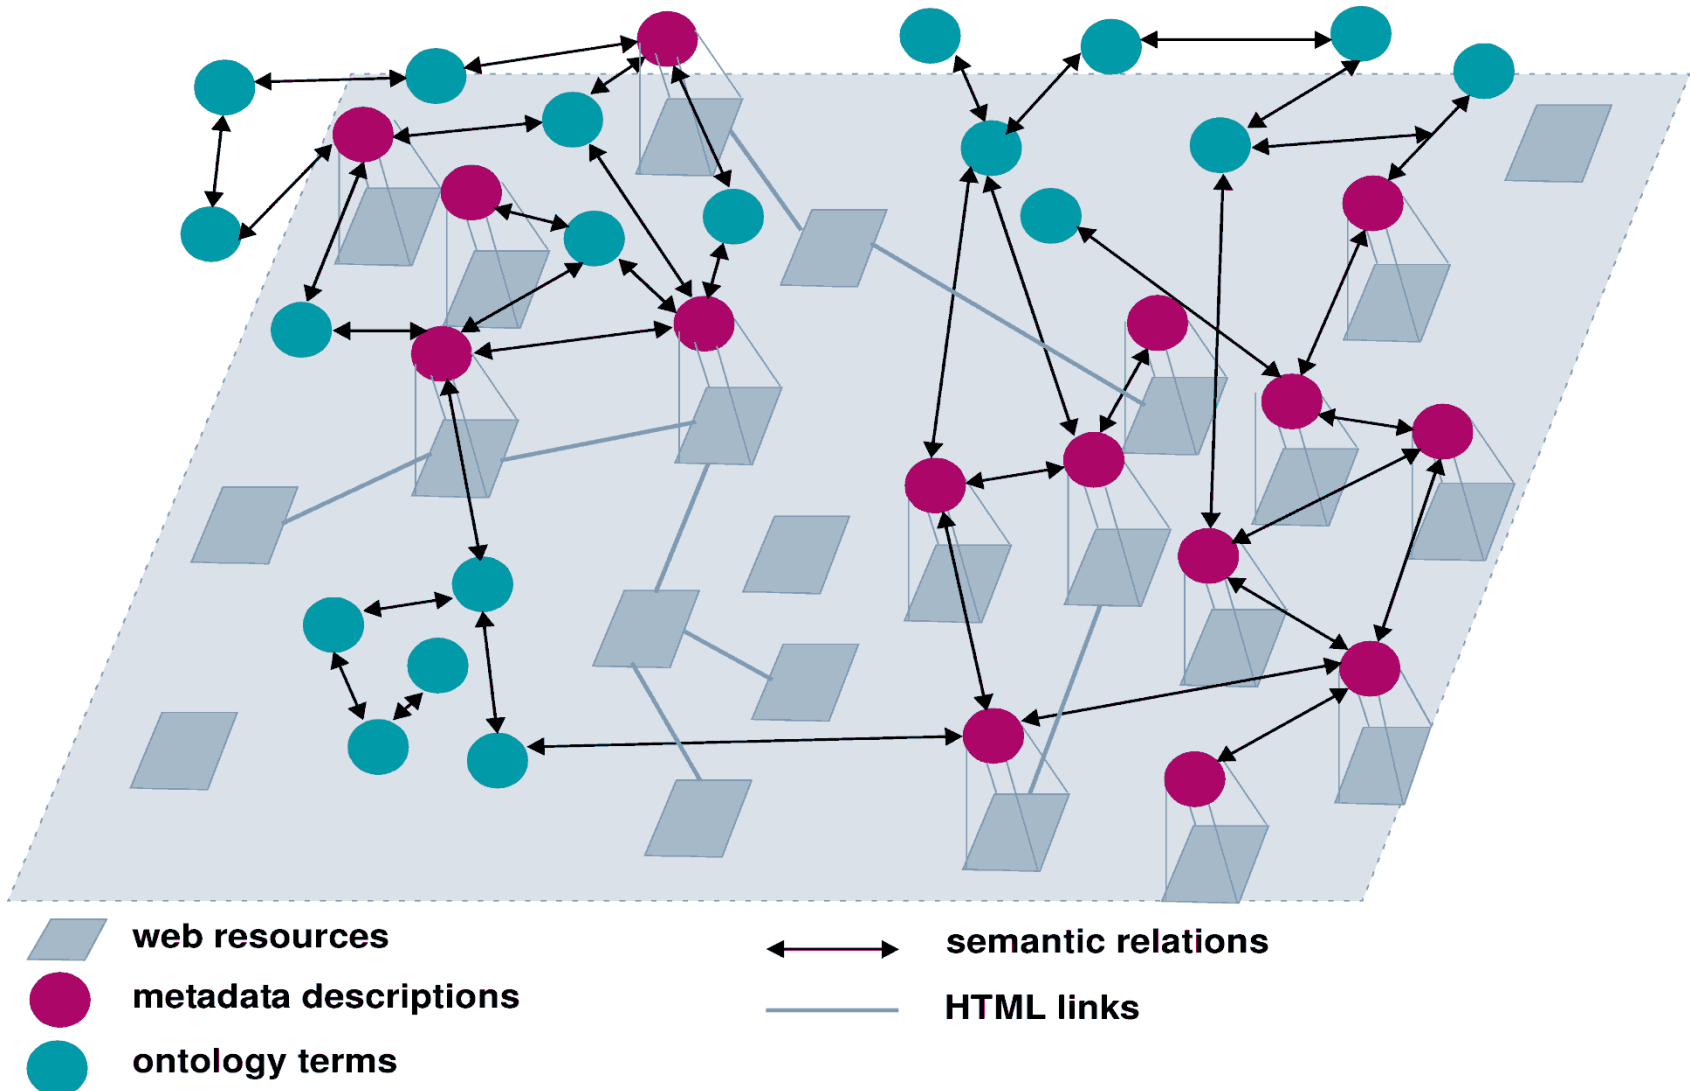 web resources
metadata descriptions
ontology terms
semantic relations
HTML links